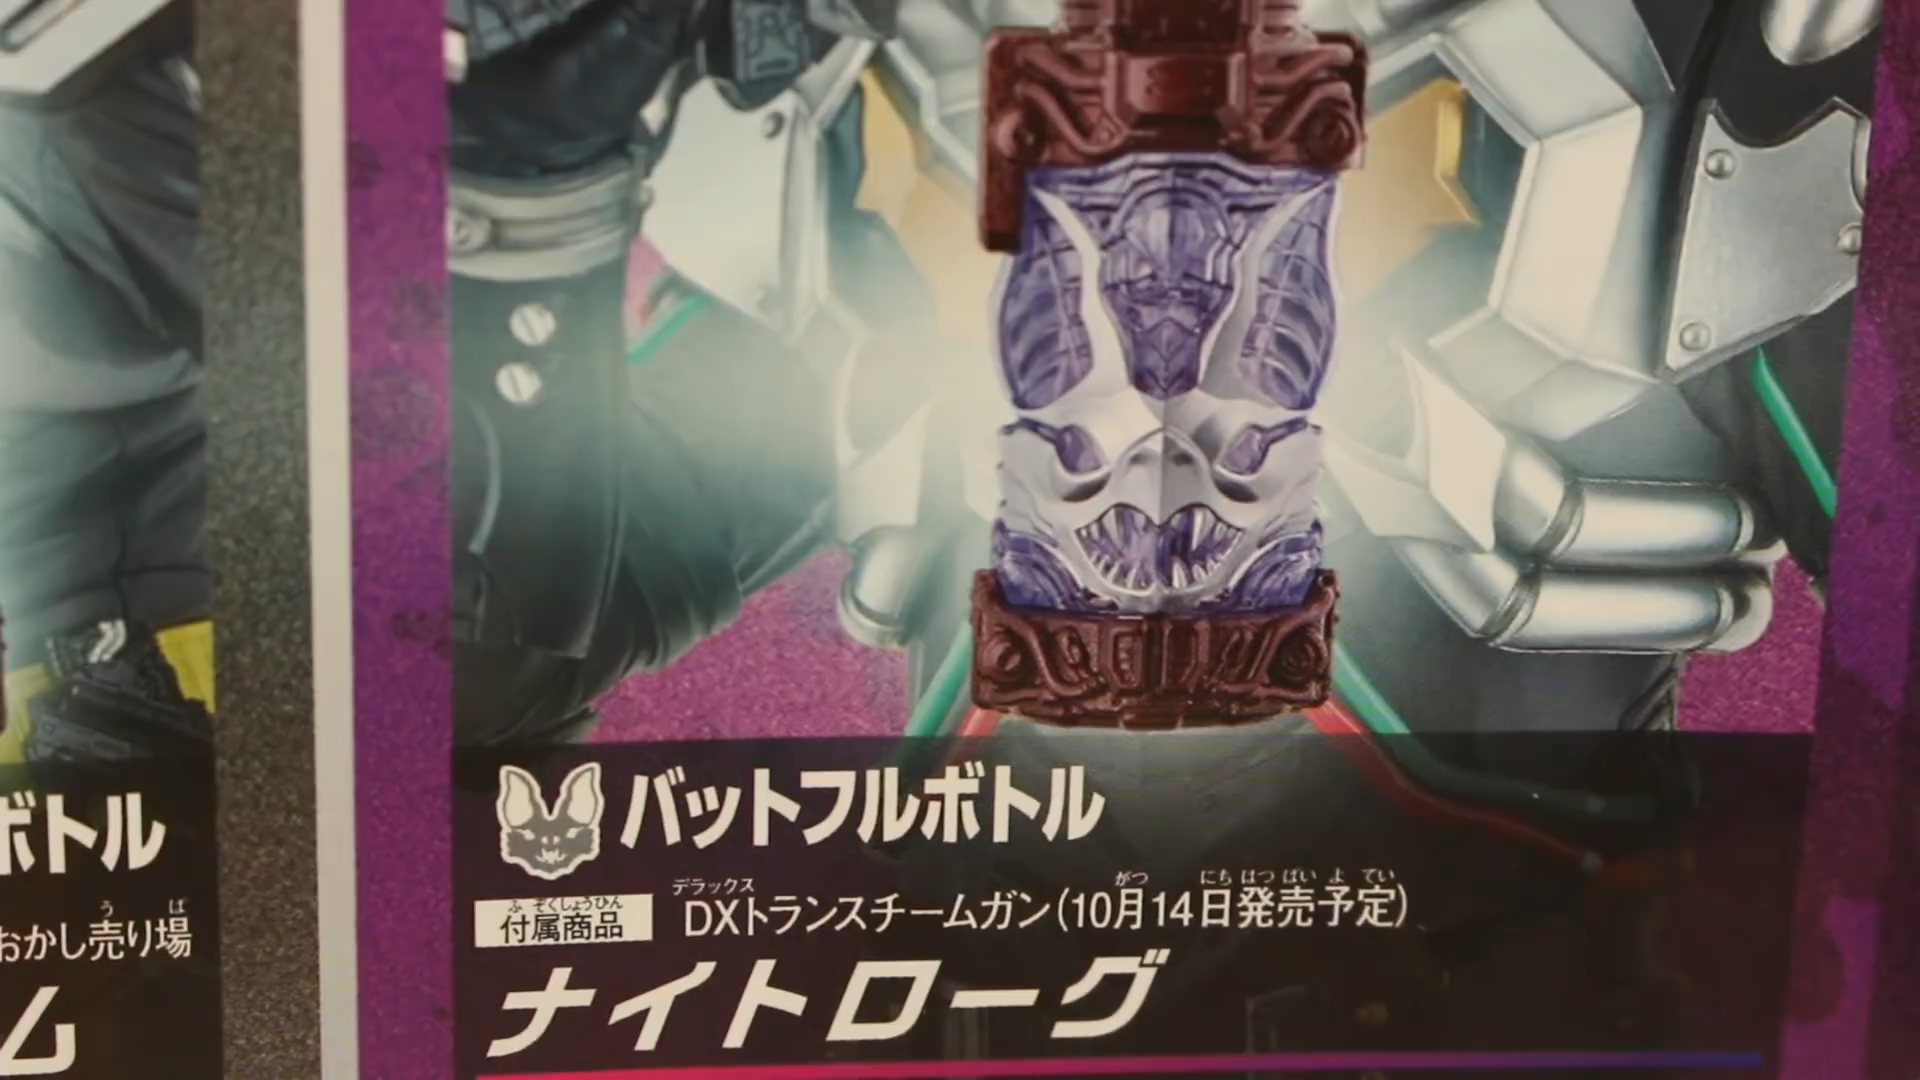 バットフルボトル
デラックス
がつ にち はつばいよてい
ふぞくしょうひん
付属商品 DXトランスチームガン(10月14日発売予定)
ナイトローグ
ボトル
う ば
おかし売り場
ム